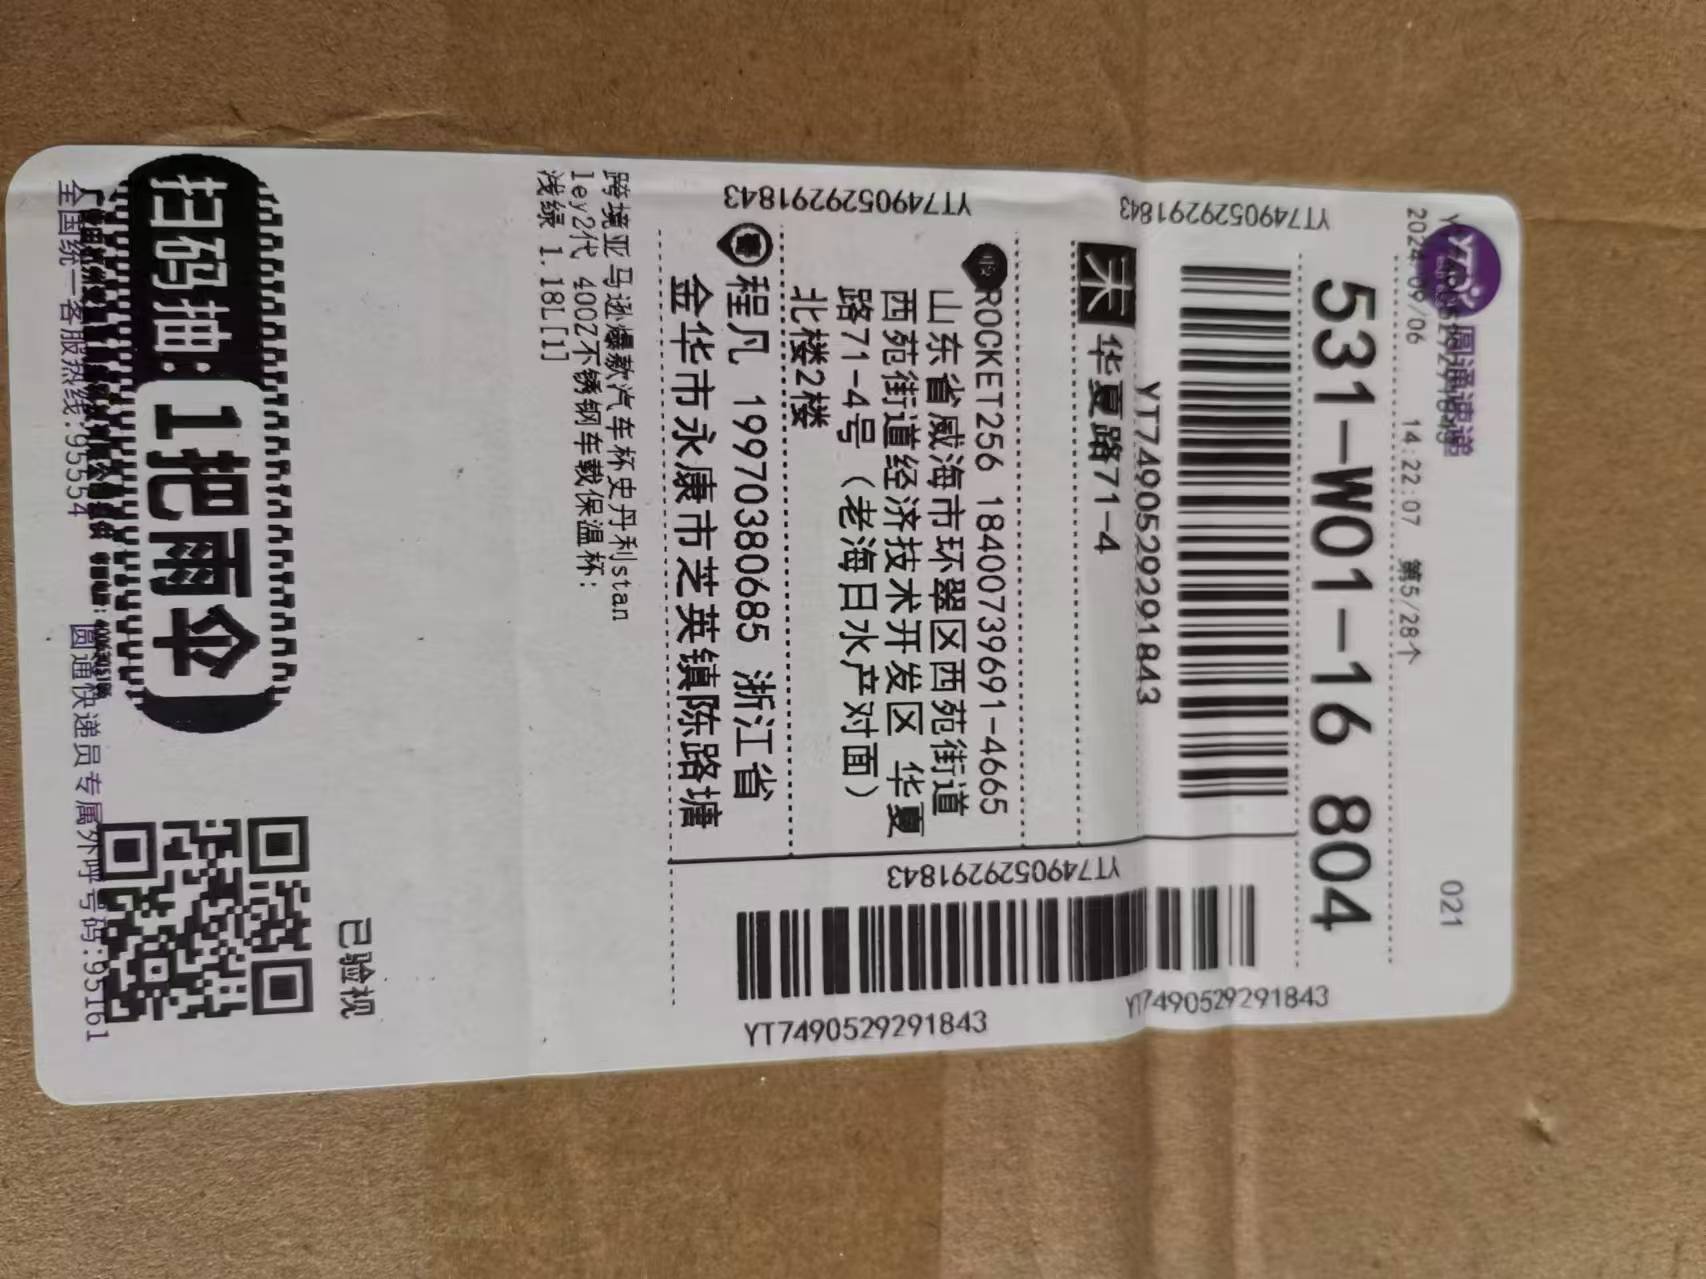 圆通速递
2024/09/06 14:22:07 第5/28个
021
531-W01-16 804
YT7490529291843
YT7490529291843
末 华夏路71-4
ROCKET256 18400739691-4665
山东省威海市环翠区西苑街道
西苑街道经济技术开发区 华夏
路71-4号（老海日水产对面）
北楼2楼
YT7490529291843
程凡 19970380685 浙江省
金华市永康市芝英镇陈路塘
YT7490529291843
YT7490529291843
YT7490529291843
跨境亚马逊爆款汽车杯史丹利stan
ley2代 400Z不锈钢车载保温杯:
浅绿 1.18L[1]
已验视
扫码抽:1把雨伞
全国统一客服热线:95554 圆通快递员专属外呼号码:95161